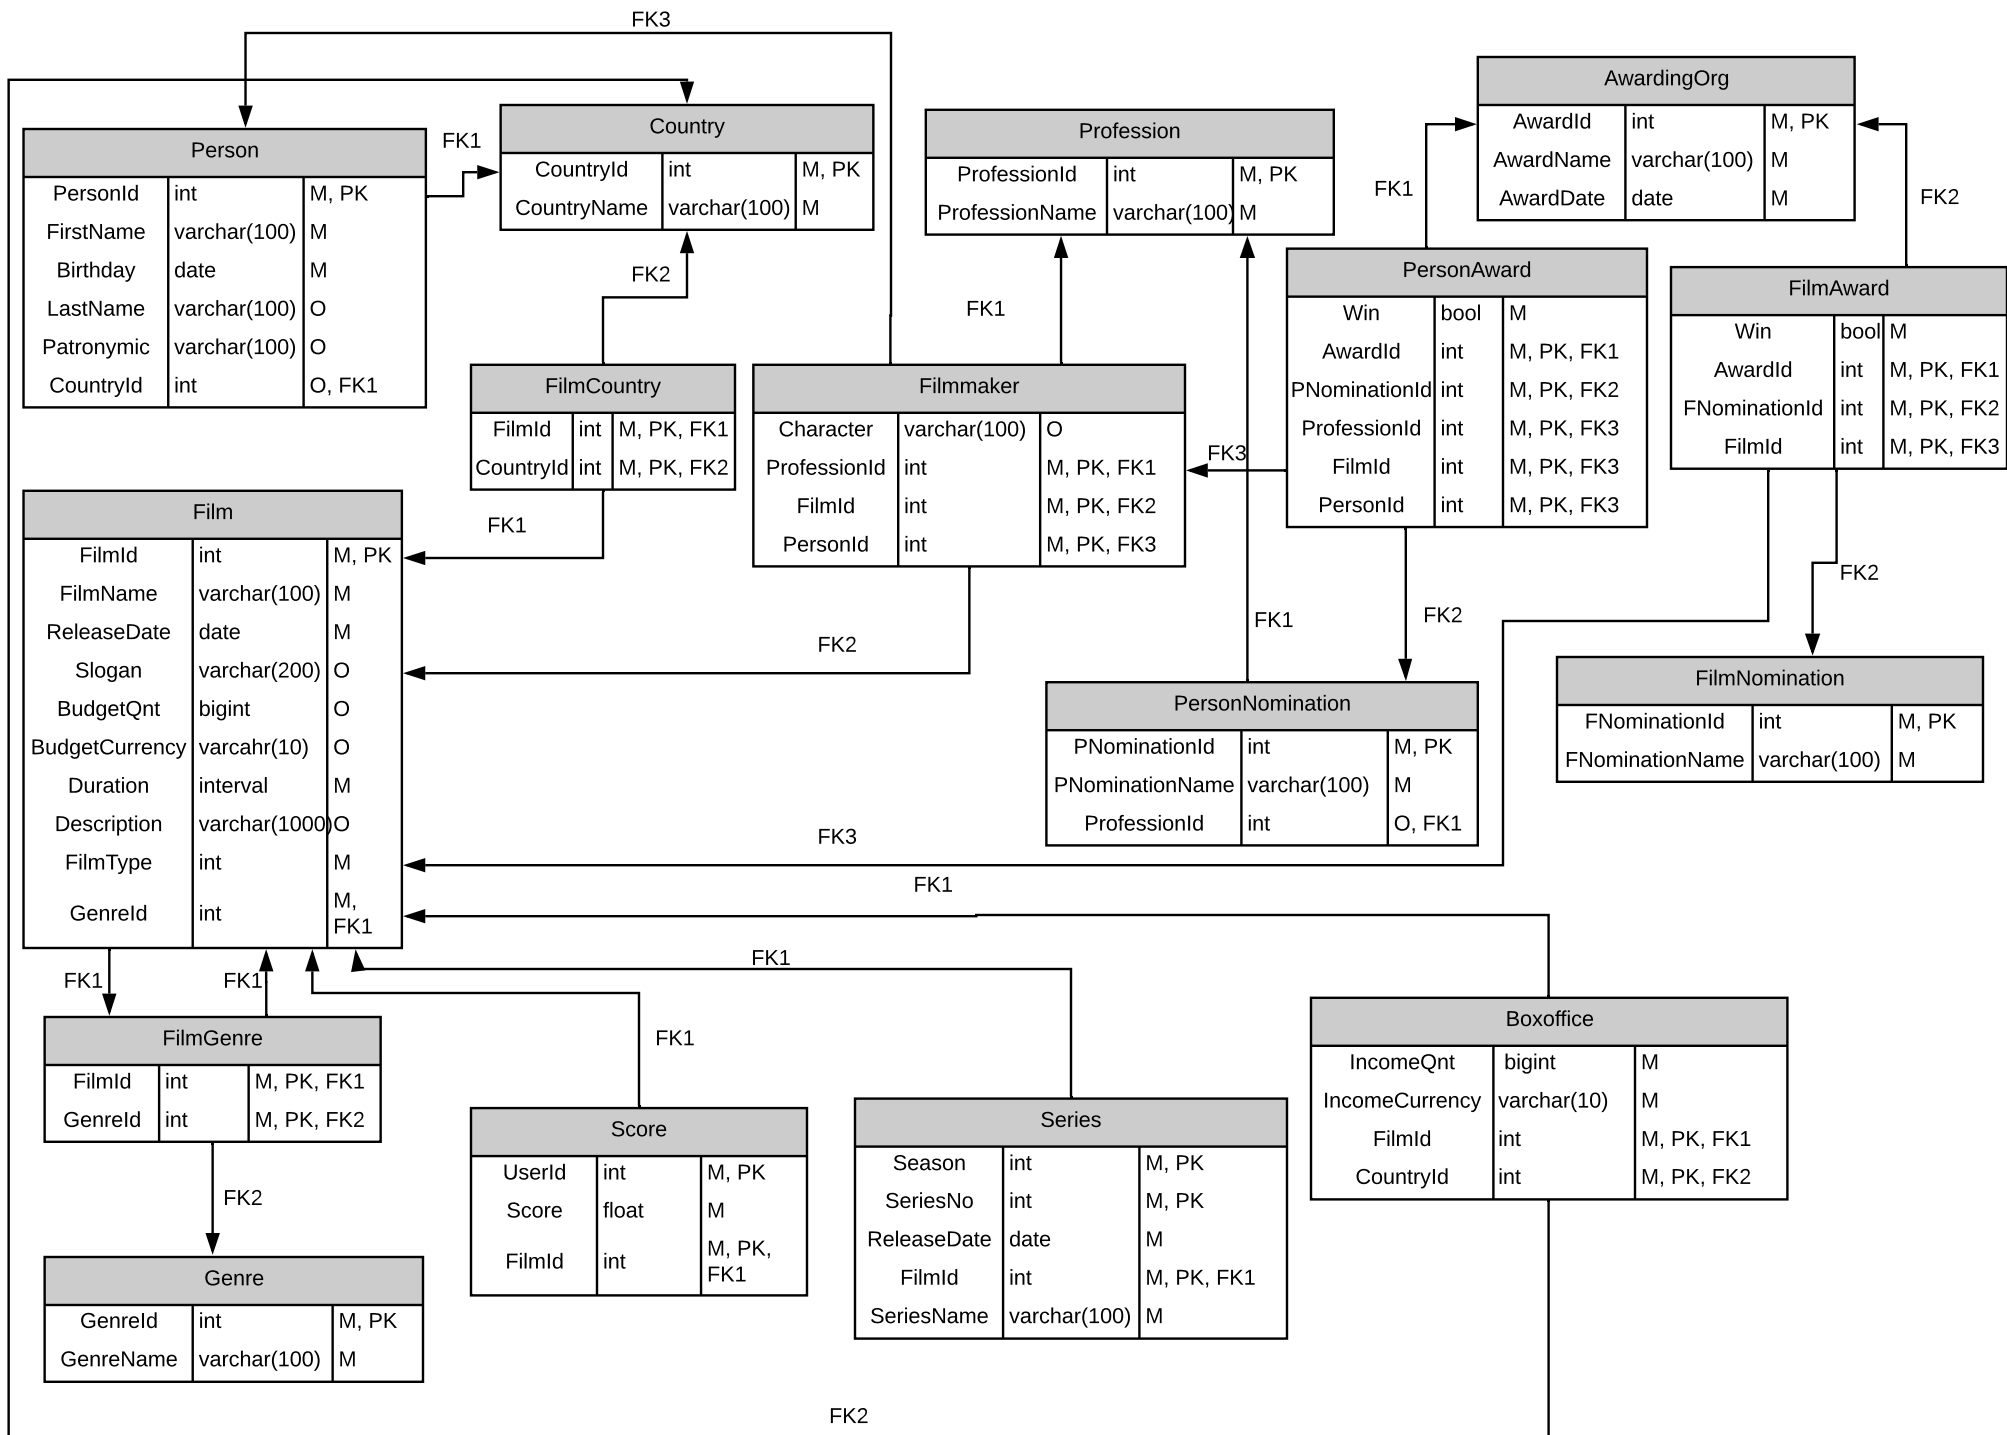 FK3
Person
PersonId int M, PK
FirstName varchar(100) M
Birthday date M
LastName varchar(100) O
Patronymic varchar(100) O
CountryId int O, FK1
FK1
Country
CountryId int M, PK
CountryName varchar(100) M
FK2
Profession
ProfessionId int M, PK
ProfessionName varchar(100) M
FK1
AwardingOrg
AwardId int M, PK
AwardName varchar(100) M
AwardDate date M
FK1
FK2
PersonAward
Win bool M
AwardId int M, PK, FK1
PNominationId int M, PK, FK2
ProfessionId int M, PK, FK3
FilmId int M, PK, FK3
PersonId int M, PK, FK3
FilmAward
Win bool M
AwardId int M, PK, FK1
FNominationId int M, PK, FK2
FilmId int M, PK, FK3
FilmCountry
FilmId int M, PK, FK1
CountryId int M, PK, FK2
FK1
Filmmaker
Character varchar(100) O
ProfessionId int M, PK, FK1
FilmId int M, PK, FK2
PersonId int M, PK, FK3
FK3
FK2
FK1
FK2
FK2
Film
FilmId int M, PK
FilmName varchar(100) M
ReleaseDate date M
Slogan varchar(200) O
BudgetQnt bigint O
BudgetCurrency varcahr(10) O
Duration interval M
Description varchar(1000) O
FilmType int M
GenreId int M,
FK1
PersonNomination
PNominationId int M, PK
PNominationName varchar(100) M
ProfessionId int O, FK1
FilmNomination
FNominationId int M, PK
FNominationName varchar(100) M
FK3
FK1
FK1
FK1
FK1
FK1
FilmGenre
FilmId int M, PK, FK1
GenreId int M, PK, FK2
FK2
Genre
GenreId int M, PK
GenreName varchar(100) M
Score
UserId int M, PK
Score float M
FilmId int M, PK,
FK1
Series
Season int M, PK
SeriesNo int M, PK
ReleaseDate date M
FilmId int M, PK, FK1
SeriesName varchar(100) M
Boxoffice
IncomeQnt bigint M
IncomeCurrency varchar(10) M
FilmId int M, PK, FK1
CountryId int M, PK, FK2
FK2